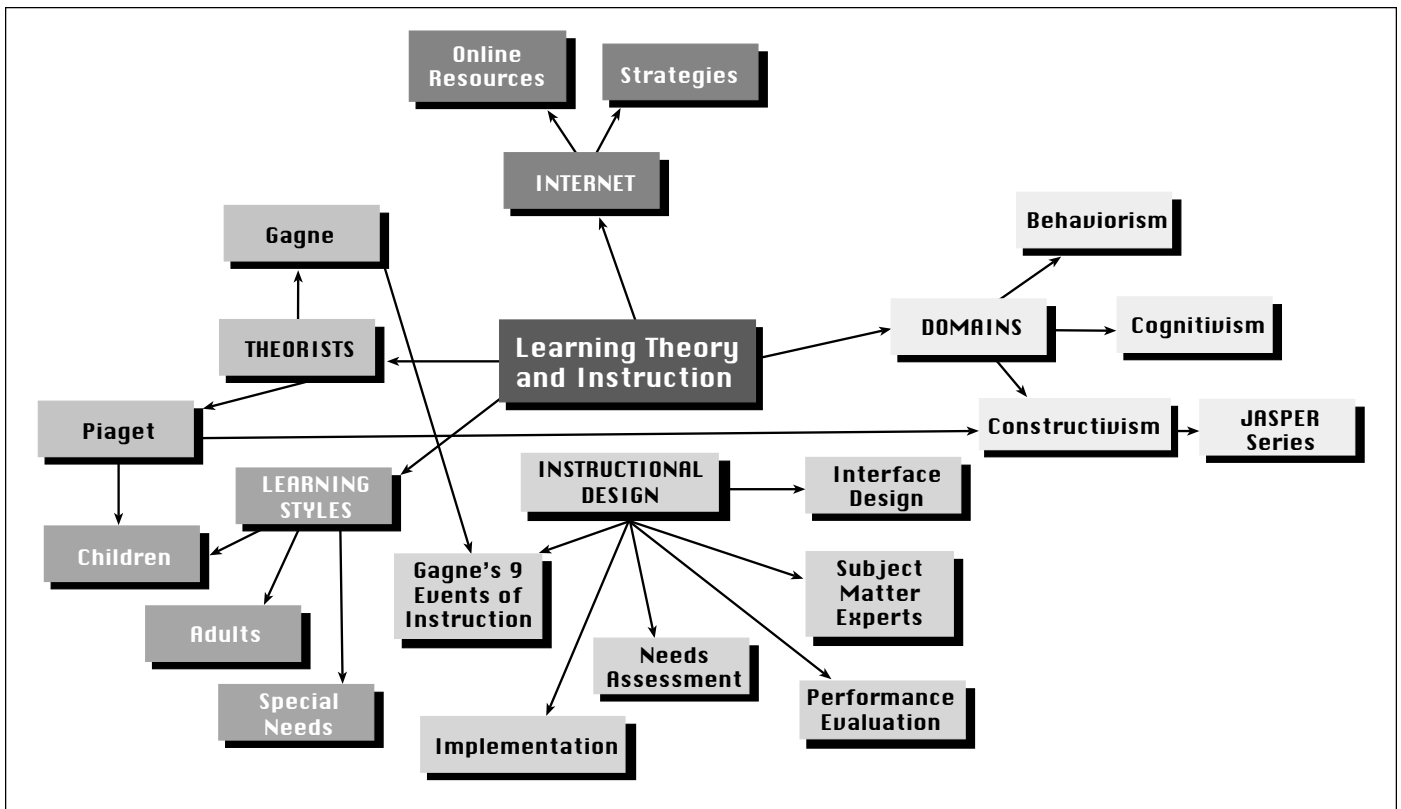 Online
Resources
Strategies
INTERNET
Gagne
Behaviorism
THEORISTS
Learning Theory
and Instruction
DOMAINS
Cognitivism
Piaget
Constructivism
JASPER
Series
LEARNING
STYLES
INSTRUCTIONAL
DESIGN
Interface
Design
Children
Gagne's 9
Events of
Instruction
Subject
Matter
Experts
Adults
Needs
Assessment
Special
Needs
Performance
Evaluation
Implementation